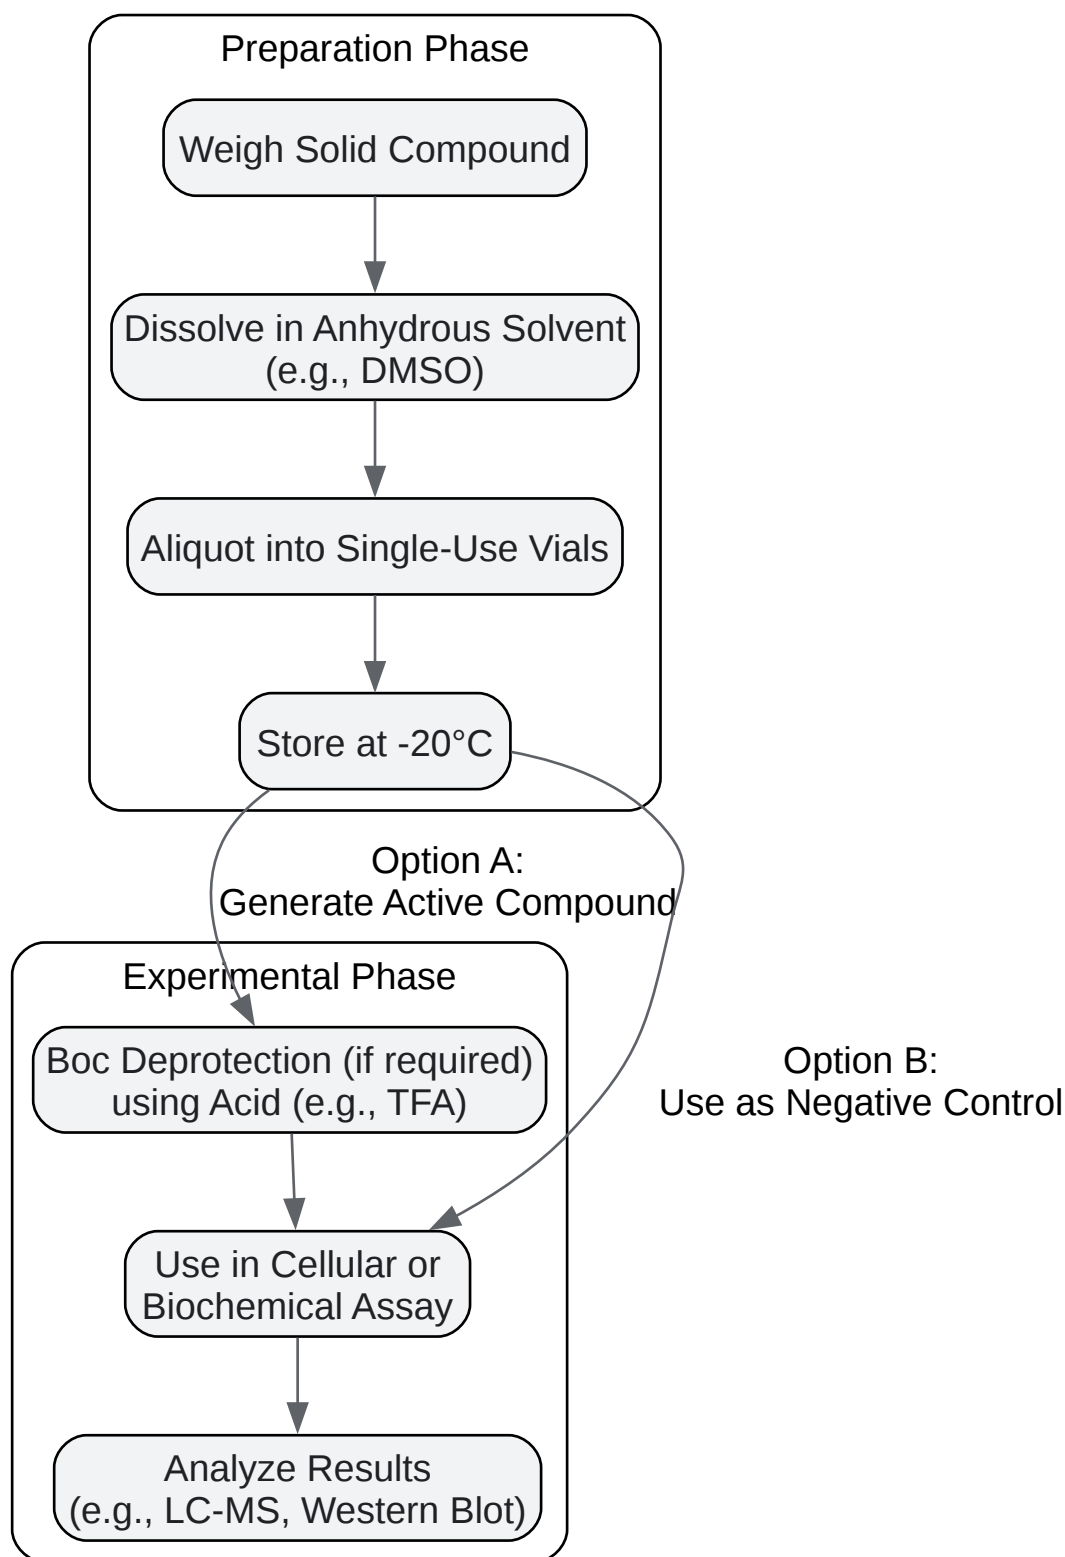 Preparation Phase
Weigh Solid Compound
Dissolve in Anhydrous Solvent
(e.g., DMSO)
Aliquot into Single-Use Vials
Store at -20°C
Option A:
Generate Active Compound
Experimental Phase
Boc Deprotection (if required)
using Acid (e.g., TFA)
Option B:
Use as Negative Control
Use in Cellular or
Biochemical Assay
Analyze Results
(e.g., LC-MS, Western Blot)